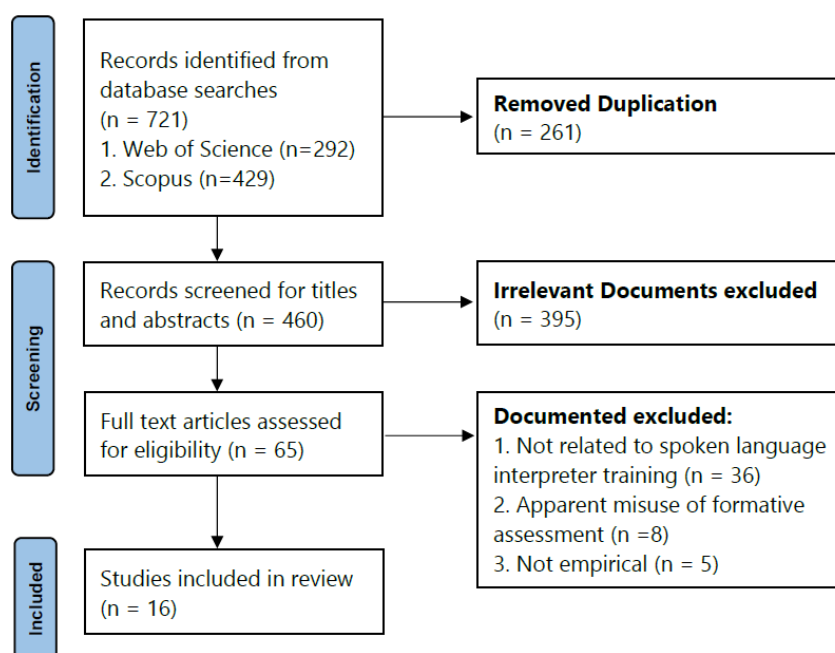 Identification
Records identified from
database searches
(n = 721)
1. Web of Science (n=292)
2. Scopus (n=429)
Removed Duplication
(n = 261)
Screening
Records screened for titles
and abstracts (n = 460)
Irrelevant Documents excluded
(n = 395)
Full text articles assessed
for eligibility (n = 65)
Documented excluded:
1. Not related to spoken language
interpreter training (n = 36)
2. Apparent misuse of formative
assessment (n =8)
3. Not empirical (n = 5)
Included
Studies included in review
(n = 16)